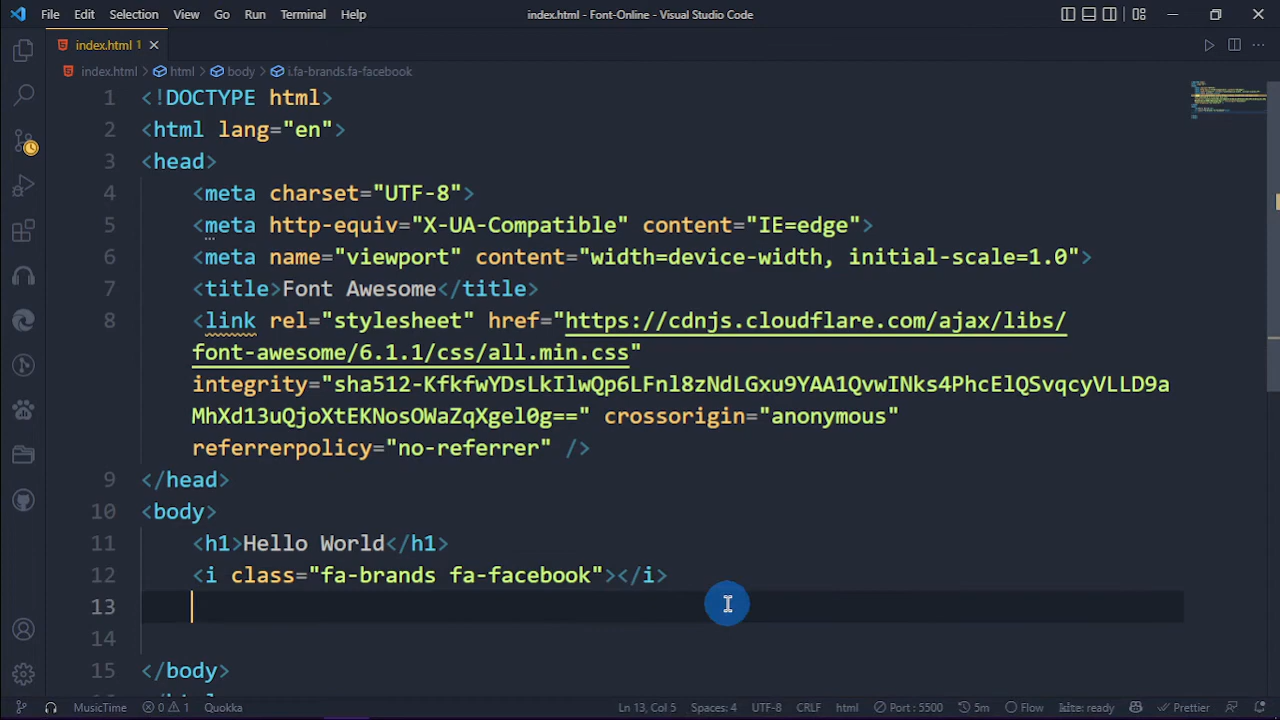 File Edit Selection View Go Run Terminal Help index.html - Font-Online - Visual Studio Code
index.html 1
index.html html body i.fa-brands.fa-facebook
1 <!DOCTYPE html>
2 <html lang="en">
3 <head>
4 <meta charset="UTF-8">
5 <meta http-equiv="X-UA-Compatible" content="IE=edge">
6 <meta name="viewport" content="width=device-width, initial-scale=1.0">
7 <title>Font Awesome</title>
8 <link rel="stylesheet" href="https://cdnjs.cloudflare.com/ajax/libs/
font-awesome/6.1.1/css/all.min.css"
integrity="sha512-KfkfwYDsLkIlwQp6LFnl8zNdLGxu9YAA1QvwINks4PhcElQSvqcyVLLD9a
MhXd13uQjoXtEKNosOWaZqXgel0g==" crossorigin="anonymous"
referrerpolicy="no-referrer" />
9 </head>
10 <body>
11 <h1>Hello World</h1>
12 <i class="fa-brands fa-facebook"></i>
13
14
15 </body>
MusicTime 0 1 Quokka Ln 13, Col 5 Spaces: 4 UTF-8 CRLF html Port : 5500 5m Flow kite: ready Prettier